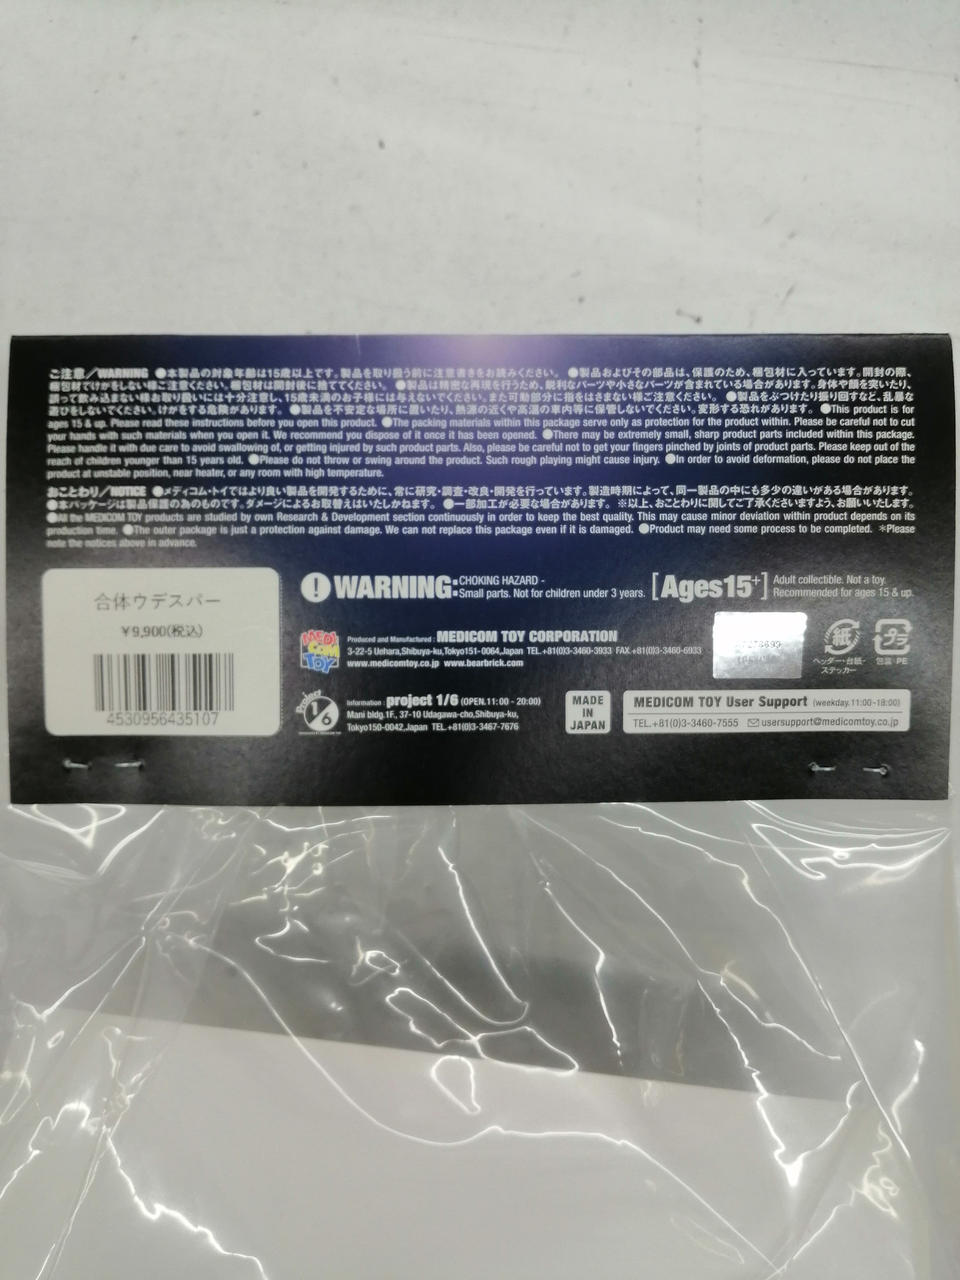 ご注意／WARNING ●本製品の対象年齢は15歳以上です。製品を取り扱う前に注意書きをお読みください。 ●製品およびその部品は、保護のため、梱包材に入っています。開封の際、
梱包材でけがをしない様ご注意ください。梱包材は開封後に捨ててください。 ●製品は精密な再現を行うため、鋭利なパーツや小さなパーツが含まれている場合があります。身体や顔を突いたり、
誤って飲み込まない様お取り扱いには十分注意し、15歳未満のお子様には与えないでください。また可動部分に指をはさまない様ご注意ください。 ●製品をぶつけたり振り回すなど、乱暴な
遊びをしないでください。けがをする危険があります。 ●製品を不安定な場所に置いたり、熱源の近くや高温の車内等に保管しないでください。変形する恐れがあります。 ●This product is for
ages 15 & up. Please read these instructions before you open this product. ●The packing materials within this package serve only as protection for the product within. Please be careful not to cut
your hands with such materials when you open it. We recommend you dispose of it once it has been opened. ●There may be extremely small, sharp product parts included within this package.
Please handle it with due care to avoid swallowing of, or getting injured by such product parts. Also, please be careful not to get your fingers pinched by joints of product parts. Please keep out of the
reach of children younger than 15 years old. ●Please do not throw or swing around the product. Such rough playing might cause injury. ●In order to avoid deformation, please do not place the
product at unstable position, near heater, or any room with high temperature.
おことわり／NOTICE ●メディコム・トイではより良い製品を開発するために、常に研究・調査・改良・開発を行っています。製造時期によって、同一製品の中にも多少の違いがある場合があります。
●本パッケージは製品保護の為のものです。ダメージによるお取替えはいたしかねます。 ●一部加工が必要な場合があります。 ※以上、おことわりに関してご了承くださいますよう、お願いいたします。
●All the MEDICOM TOY products are studied by own Research & Development section continuously in order to keep the best quality. This may cause minor deviation within product depends on its
production time. ●The outer package is just a protection against damage. We can not replace this package even if it is damaged. ●Product may need some process to be completed. ※Please
note the notices above in advance.
合体ウデスパー
￥9,900(税込)
4530956435107
WARNING: CHOKING HAZARD -
Small parts. Not for children under 3 years.
[Ages15+] Adult collectible. Not a toy.
Recommended for ages 15 & up.
MEDI
COM
TOY
Produced and Manufactured : MEDICOM TOY CORPORATION
3-22-5 Uehara,Shibuya-ku,Tokyo151-0064,Japan TEL.+81(0)3-3460-3933 FAX.+81(0)3-3460-6933
www.medicomtoy.co.jp www.bearbrick.com
紙
ヘッダー・台紙・
ステッカー
プラ
包装:PE
Project
1/6
Information : project 1/6 (OPEN.11:00 - 20:00)
Mani bldg.1F., 37-10 Udagawa-cho,Shibuya-ku,
Tokyo150-0042,Japan TEL.+81(0)3-3467-7676
MADE
IN
JAPAN
MEDICOM TOY User Support (weekday.11:00~18:00)
TEL.+81(0)3-3460-7555 usersupport@medicomtoy.co.jp